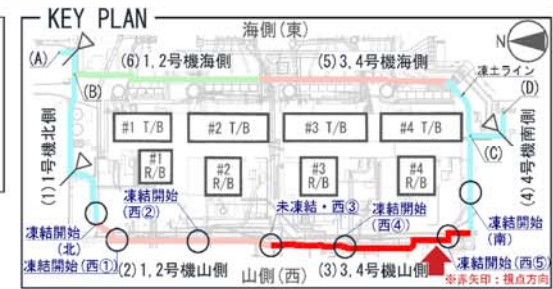 KEY PLAN
海側(東)
N
(A)
(6)1,2号機海側
(5)3,4号機海側
凍土ライン
(B)
(D)
#1 T/B
#2 T/B
#3 T/B
#4 T/B
(C)
(1)1号機北側
(4)4号機南側
#1
R/B
#2
R/B
#3
R/B
#4
R/B
凍結開始
(西②)
未凍結・西③
凍結開始
(西④)
凍結開始
(北)
凍結開始
(南)
凍結開始(西①)
(2)1,2号機山側
山側(西)
(3)3,4号機山側
凍結開始(西⑤)
※赤矢印：視点方向